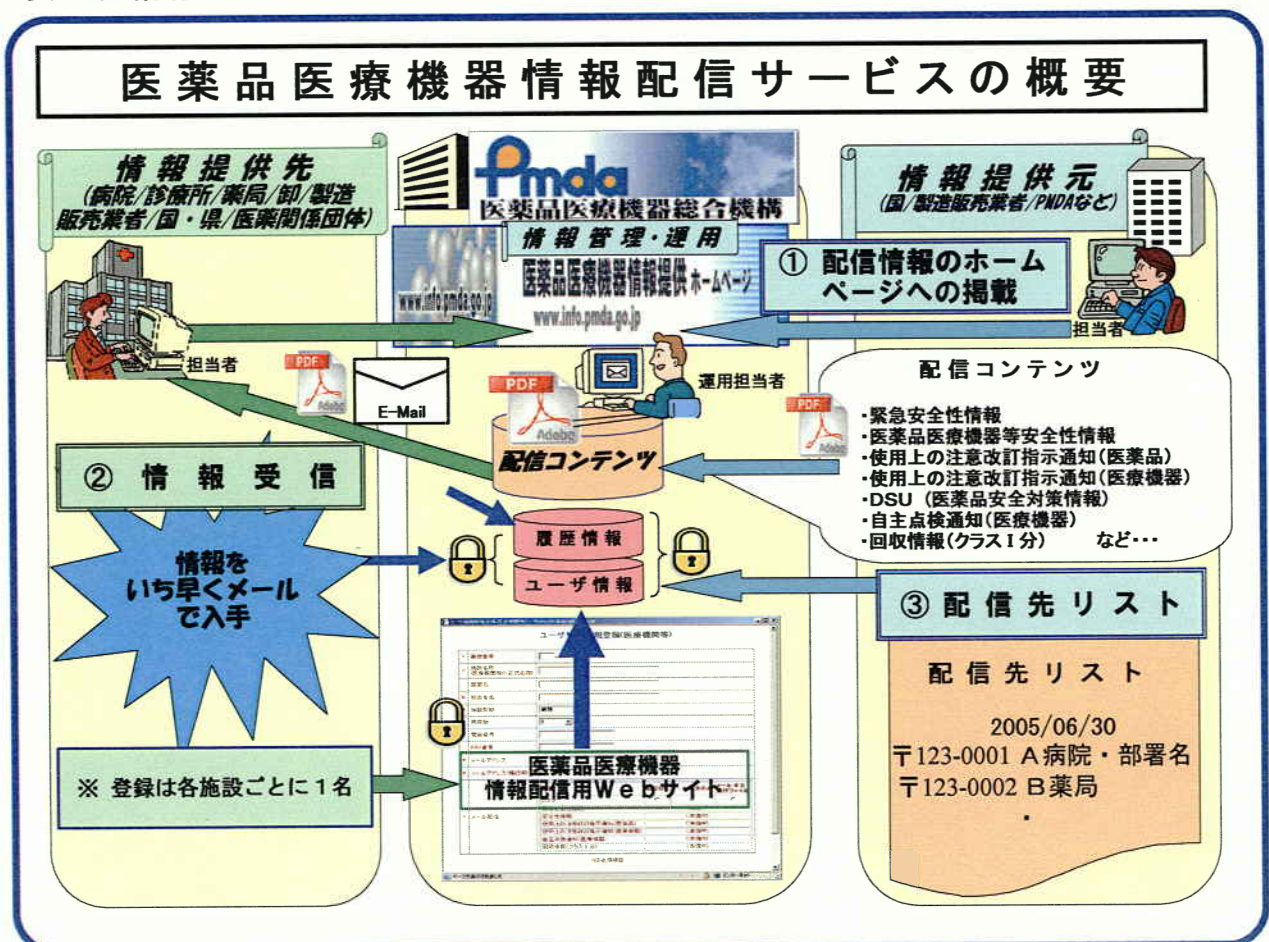 医薬品医療機器情報配信サービスの概要
情報提供先
(病院/診療所/薬局/卸/製造
販売業者/国・県/医薬関係団体)
Pmda
医薬品医療機器総合機構
情報管理・運用
www.info.pmda.go.jp
医薬品医療機器情報提供ホームページ
www.info.pmda.go.jp
情報提供元
(国/製造販売業者/PMDAなど)
① 配信情報のホーム
ページへの掲載
担当者
担当者
PDF
Adobe
E-Mail
運用担当者
PDF
Adobe
配信コンテンツ
PDF
Adobe
配信コンテンツ
・緊急安全性情報
・医薬品医療機器等安全性情報
・使用上の注意改訂指示通知(医薬品)
・使用上の注意改訂指示通知(医療機器)
・DSU (医薬品安全対策情報)
・自主点検通知(医療機器)
・回収情報(クラスⅠ分) など・・・
② 情報受信
情報を
いち早くメール
で入手
履歴情報
ユーザ情報
③ 配信先リスト
配信先リスト
2005/06/30
〒123-0001 A病院・部署名
〒123-0002 B薬局
・
※ 登録は各施設ごとに1名
医薬品医療機器
情報配信用Webサイト